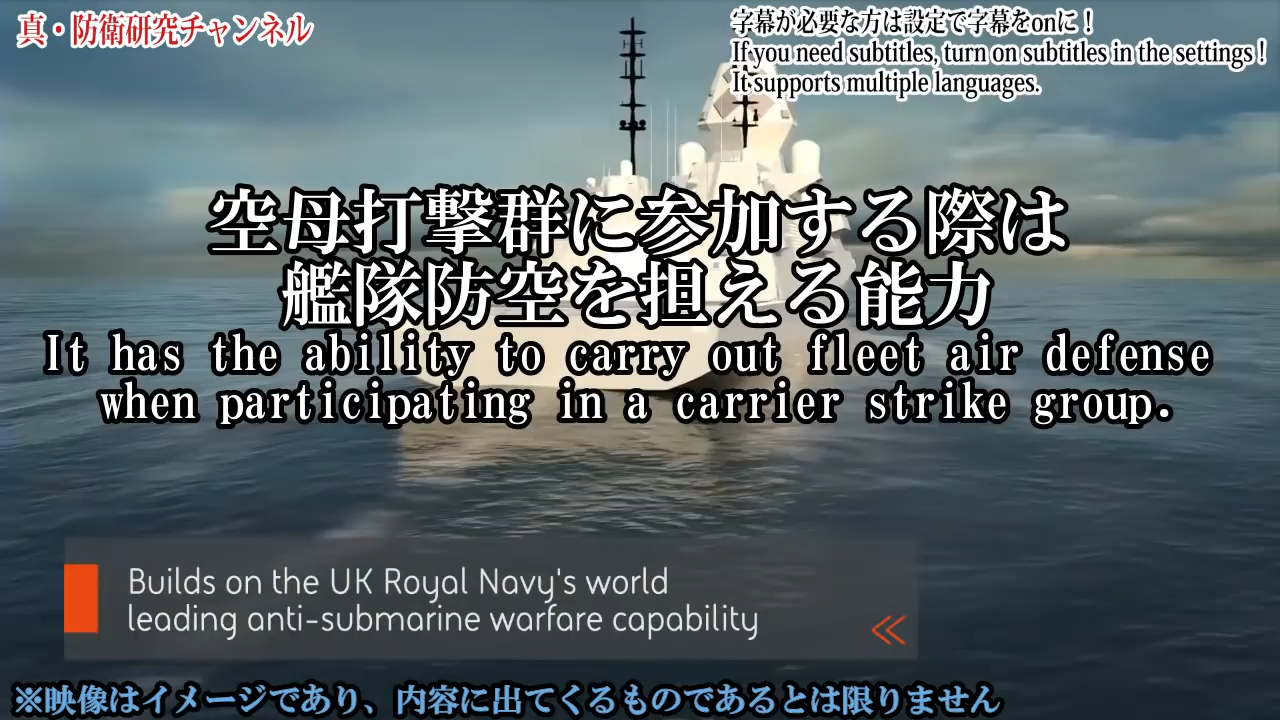 真・防衛研究チャンネル
字幕が必要な方は設定で字幕をonに！
If you need subtitles, turn on subtitles in the settings !
It supports multiple languages.
空母打撃群に参加する際は
艦隊防空を担える能力
It has the ability to carry out fleet air defense
when participating in a carrier strike group.
Builds on the UK Royal Navy's world
leading anti-submarine warfare capability
※映像はイメージであり、内容に出てくるものであるとは限りません